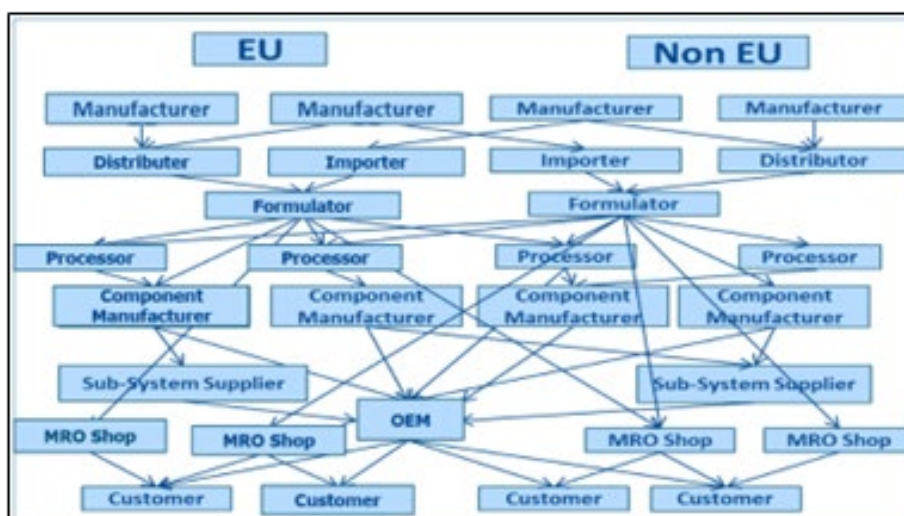 EU
Non EU
Manufacturer
Manufacturer
Manufacturer
Manufacturer
Distributer
Importer
Importer
Distributor
Formulator
Formulator
Processor
Processor
Processor
Processor
Component
Manufacturer
Component
Manufacturer
Component
Manufacturer
Component
Manufacturer
Sub-System Supplier
Sub-System Supplier
OEM
MRO Shop
MRO Shop
MRO Shop
MRO Shop
Customer
Customer
Customer
Customer